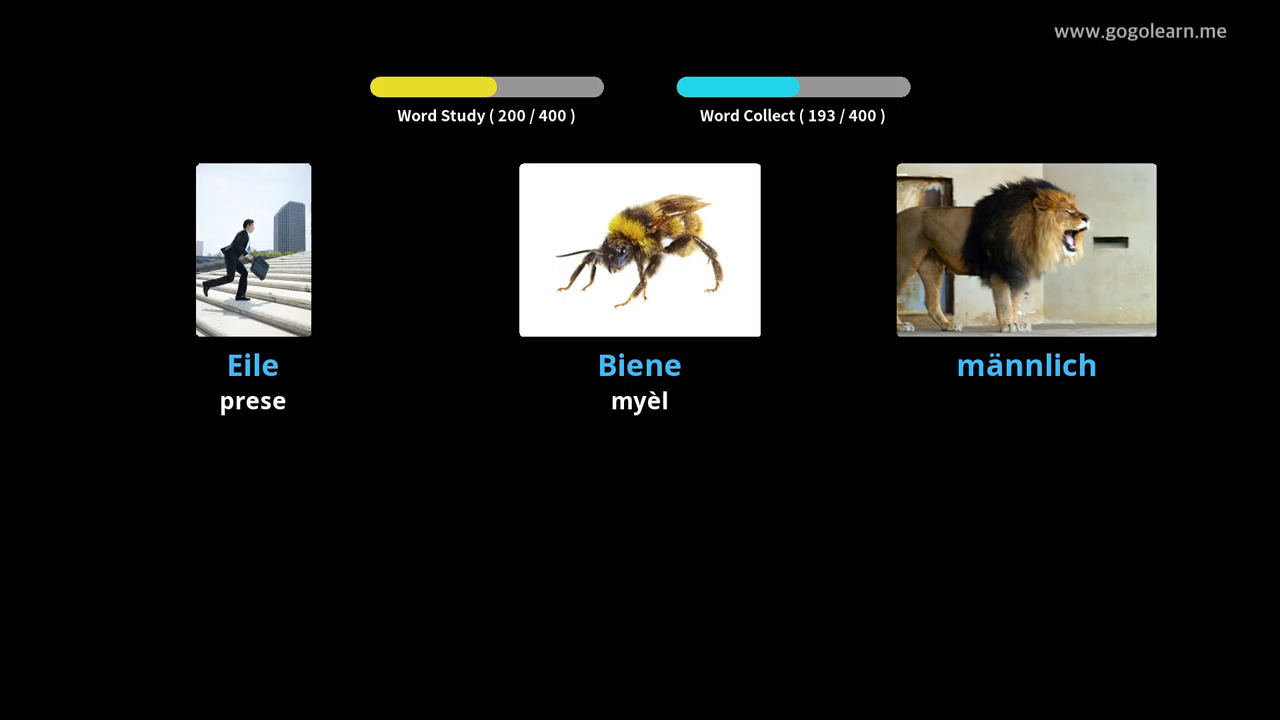 www.gogolearn.me
Word Study ( 200 / 400 )
Word Collect ( 193 / 400 )
Eile
prese
Biene
myèl
männlich